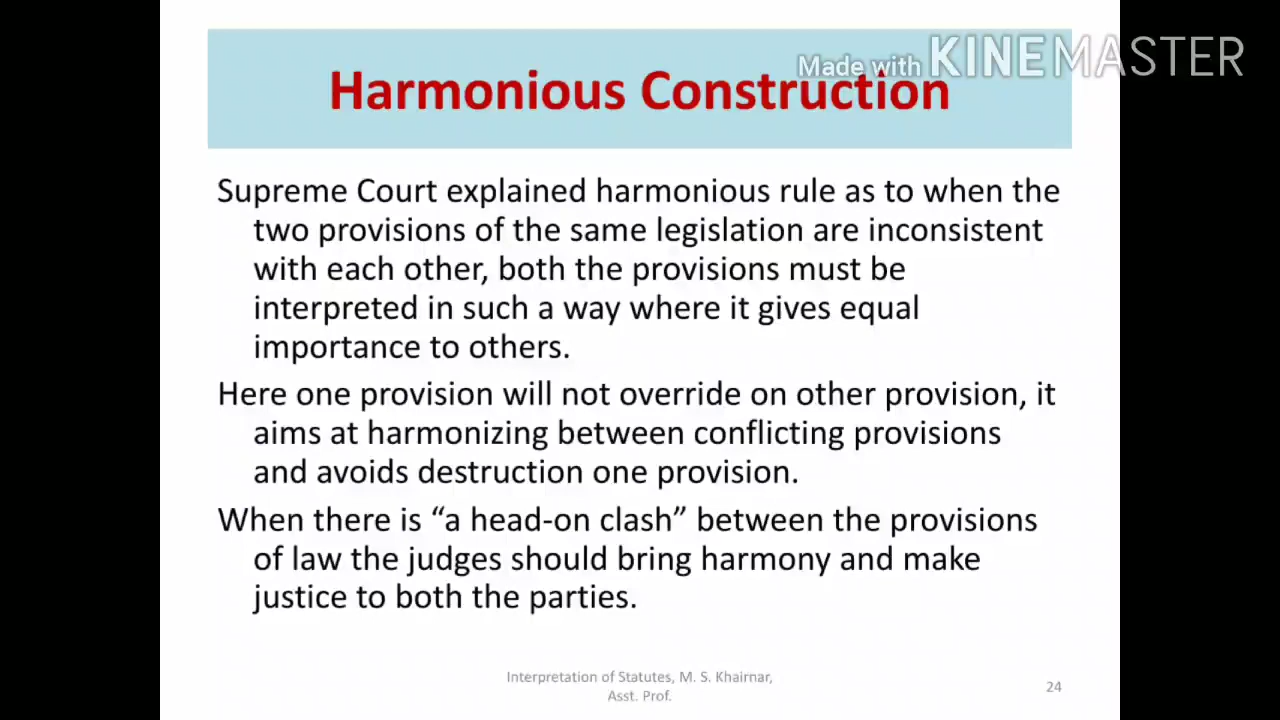 Made with KINEMASTER
Harmonious Construction
Supreme Court explained harmonious rule as to when the
two provisions of the same legislation are inconsistent
with each other, both the provisions must be
interpreted in such a way where it gives equal
importance to others.
Here one provision will not override on other provision, it
aims at harmonizing between conflicting provisions
and avoids destruction one provision.
When there is “a head-on clash” between the provisions
of law the judges should bring harmony and make
justice to both the parties.
Interpretation of Statutes, M. S. Khairnar,
Asst. Prof.
24